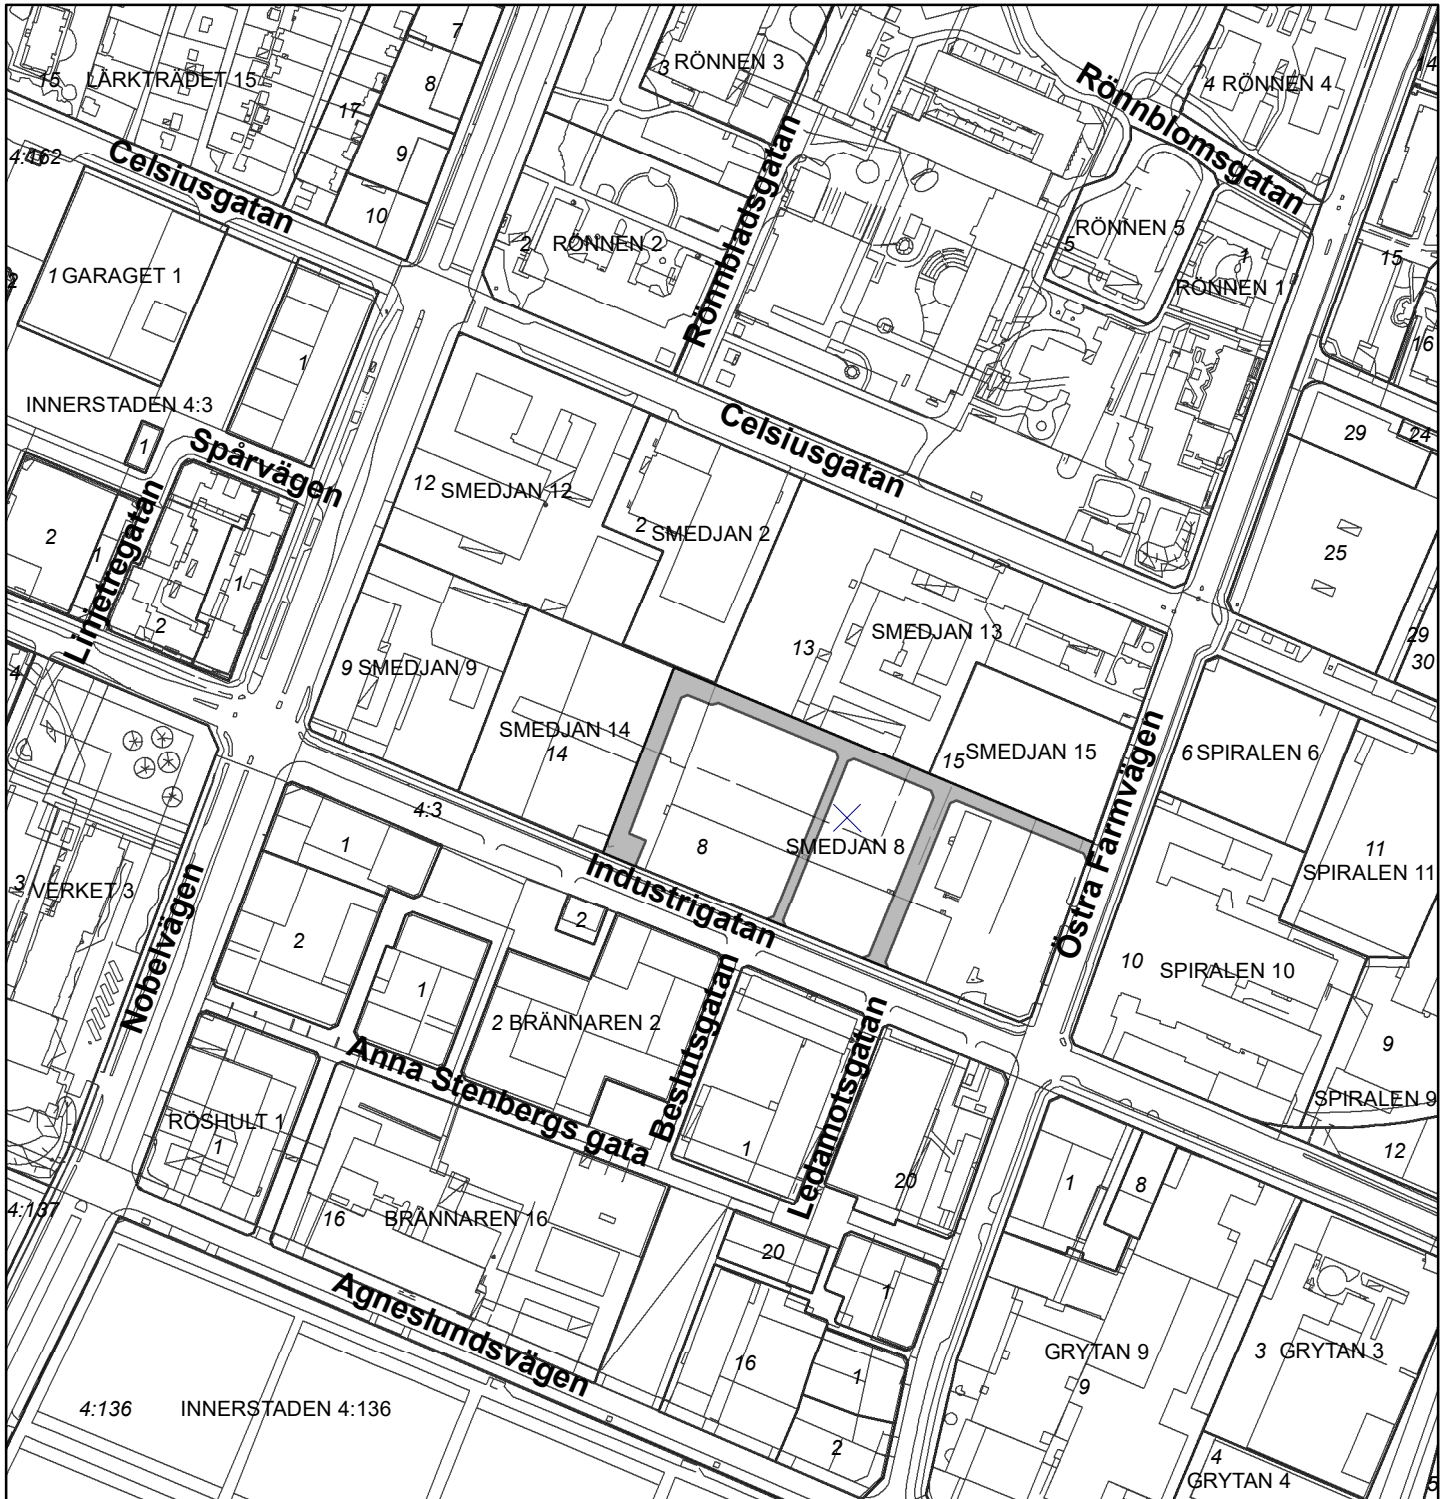 7
RÖNNEN 3
3
4 RÖNNEN 4
14
15
LÄRKTRÄDET 15
8
Rönnblomsgatan
17
9
Rönnbladsgatan
Celsiusgatan
10
2
RÖNNEN 2
5
RÖNNEN 5
1
15
1 GARAGET 1
2
RÖNNEN 1
16
1
INNERSTADEN 4:3
1
Spårvägen
Celsiusgatan
29
24
12 SMEDJAN 12
2
SMEDJAN 2
2
1
Linjetregatan
1
2
25
13
SMEDJAN 13
29
30
4
9 SMEDJAN 9
SMEDJAN 14
14
15
SMEDJAN 15
Östra Farmvägen
6 SPIRALEN 6
4:3
8
SMEDJAN 8
11
SPIRALEN 11
1
3
VERKET 3
Nobelvägen
Industrigatan
2
2
1
10
SPIRALEN 10
2 BRÄNNAREN 2
Beslutsgatan
Ledamotsgatan
9
Anna Stenbergs gata
SPIRALEN 9
RÖSHULT 1
1
1
20
12
1
8
4:137
16
BRÄNNAREN 16
20
1
Agneslundsvägen
16
1
GRYTAN 9
9
3 GRYTAN 3
4:136
INNERSTADEN 4:136
2
4
GRYTAN 4
5